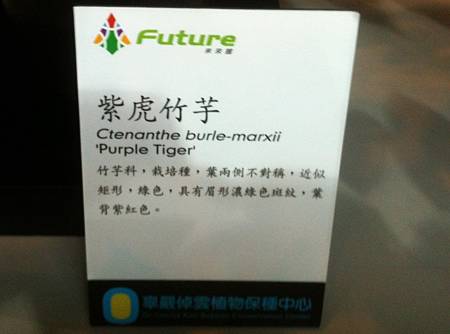 Future
未來館
紫虎竹芋
Ctenanthe burle-marxii
'Purple Tiger'
竹芋科，栽培種，葉兩側不對稱，近似
矩形，綠色，具有眉形濃綠色斑紋，葉
背紫紅色。
辜嚴倬雲植物保種中心